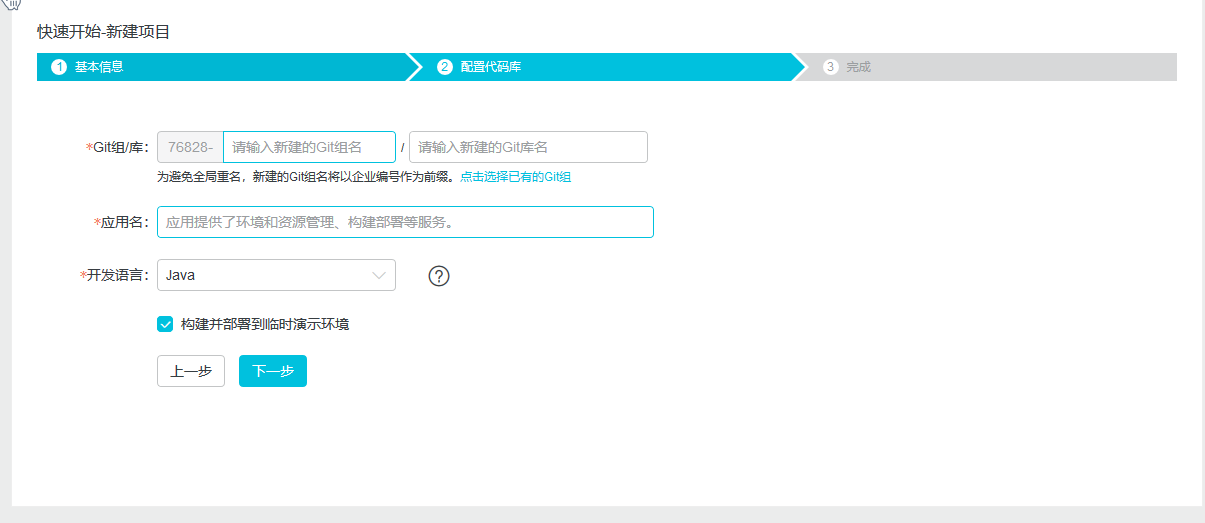 快速开始-新建项目
1 基本信息 2 配置代码库 3 完成
*Git组/库： 76828- 请输入新建的Git组名 / 请输入新建的Git库名
为避免全局重名，新建的Git组名将以企业编号作为前缀。点击选择已有的Git组
*应用名： 应用提供了环境和资源管理、构建部署等服务。
*开发语言： Java ?
构建并部署到临时演示环境
上一步 下一步